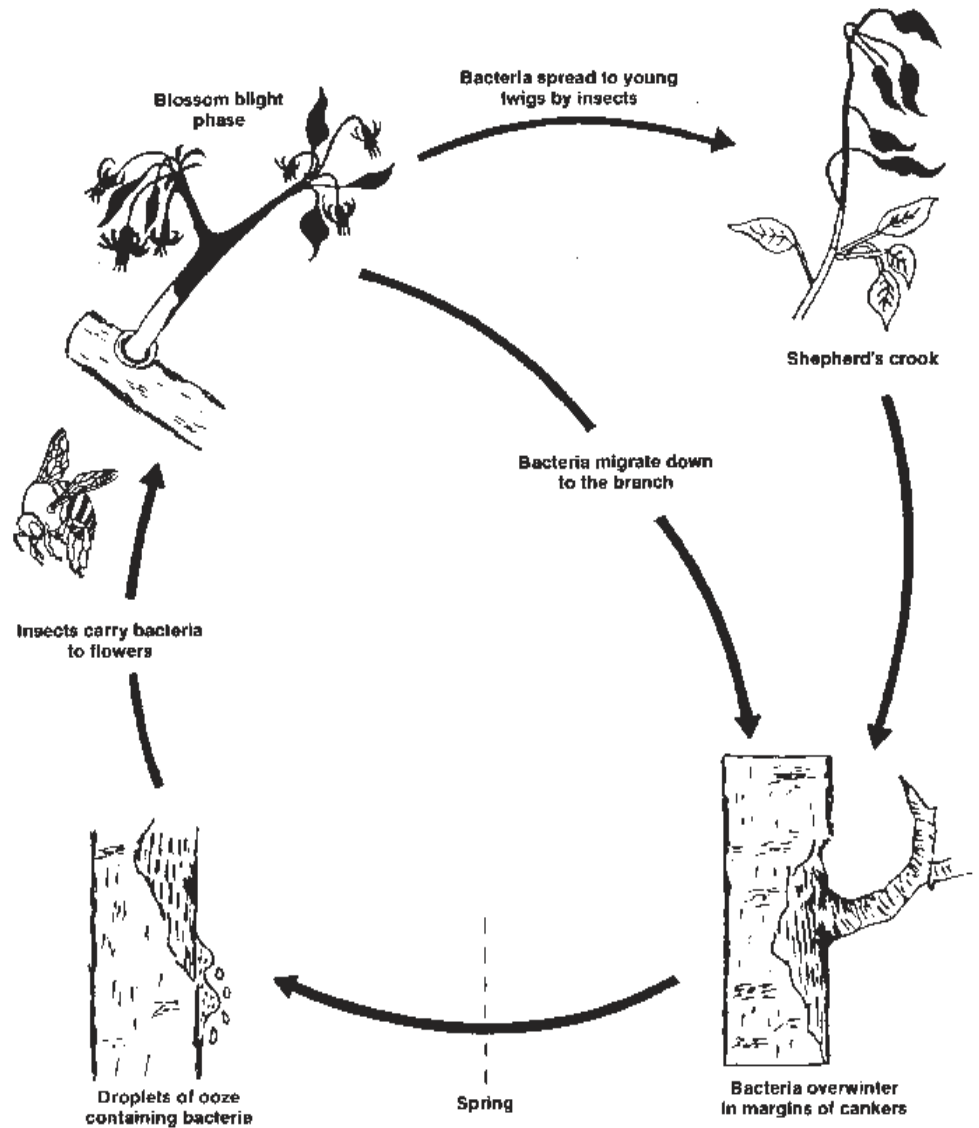 Blossom blight
phase
Bacteria spread to young
twigs by insects
Shepherd's crook
Bacteria migrate down
to the branch
Insects carry bacteria
to flowers
Droplets of ooze
containing bacteria
Spring
Bacteria overwinter
in margins of cankers